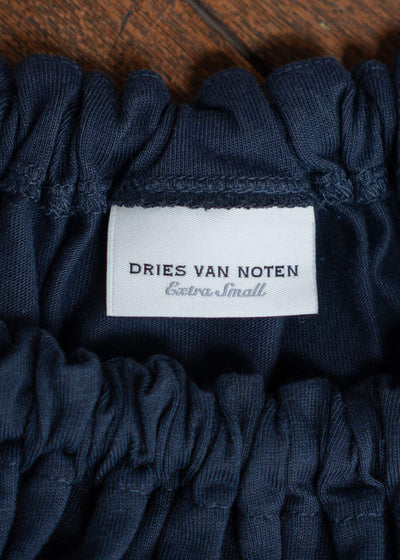 DRIES VAN NOTEN
Extra Small